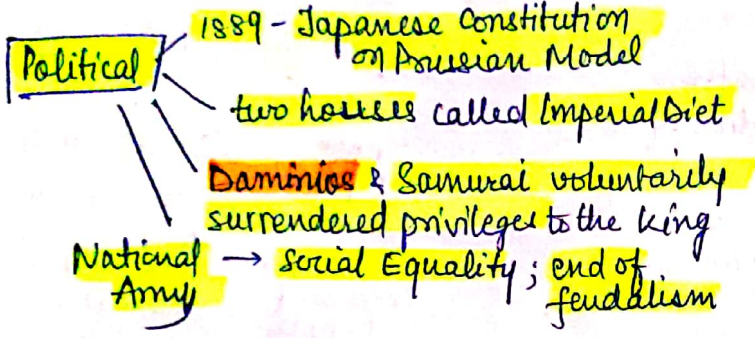 Political
1889 - Japanese Constitution
on Prussian Model
two houses called Imperial Diet
Daminios & Samurai voluntarily
surrendered privileges to the king
National Army → social Equality; end of feudalism